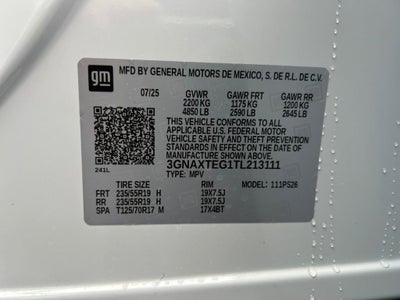 gm
MFD BY GENERAL MOTORS DE MEXICO, S. DE R.L. DE C.V.
07/25 GVWR GAWR FRT GAWR RR
2200 KG 1175 KG 1200 KG
4850 LB 2590 LB 2645 LB
THIS VEHICLE CONFORMS TO ALL
APPLICABLE U.S. FEDERAL MOTOR
VEHICLE SAFETY AND THEFT PREVENTION
STANDARDS IN EFFECT ON THE DATE OF
MANUFACTURE SHOWN ABOVE.
3GNAXTEG1TL213111
241L TYPE: MPV
TIRE SIZE RIM MODEL: 111PS26
FRT 235/55R19 H 19X7.5J
RR 235/55R19 H 19X7.5J
SPA T125/70R17 M 17X4BT